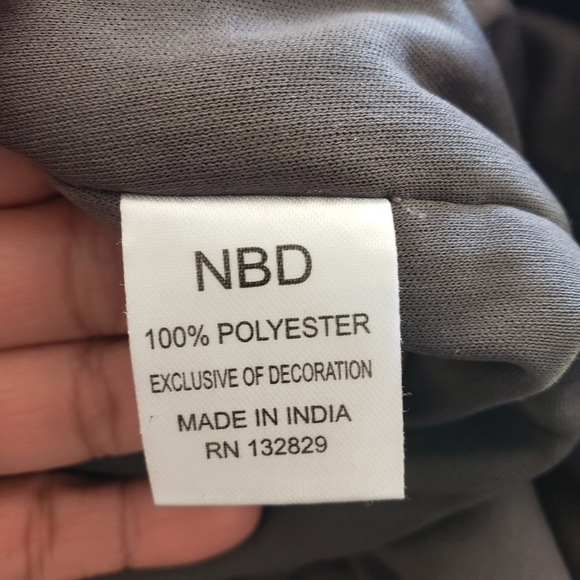 NBD
100% POLYESTER
EXCLUSIVE OF DECORATION
MADE IN INDIA
RN 132829